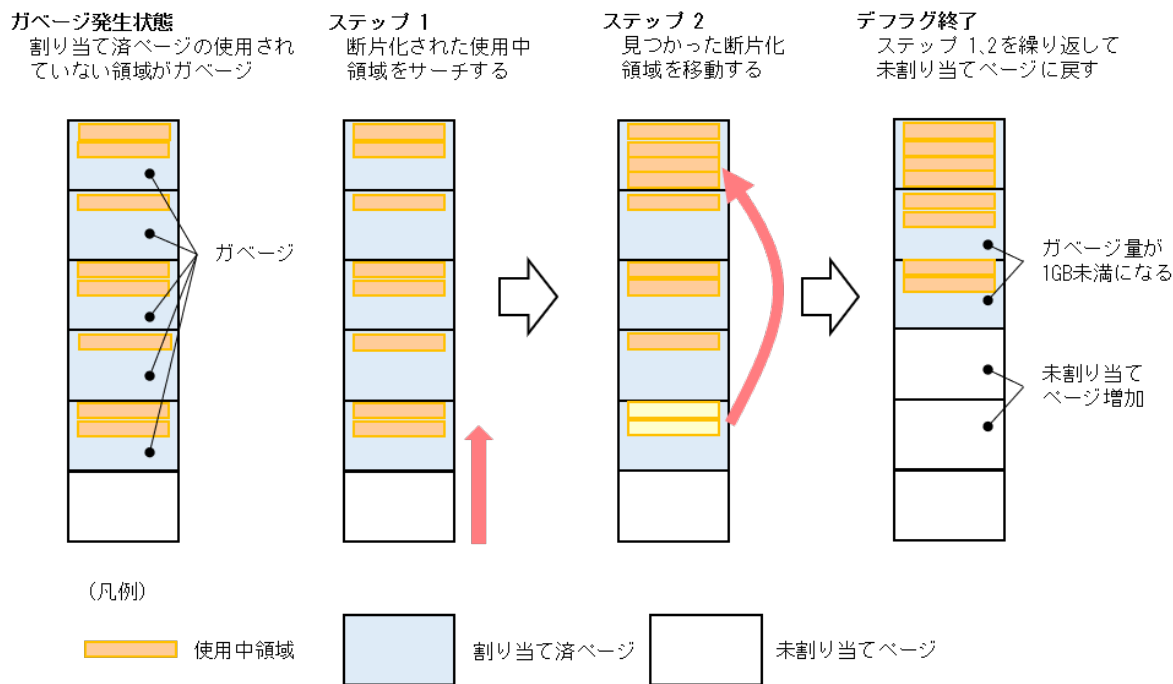 ガベージ発生状態
割り当て済ページの使用され
ていない領域がガベージ
ステップ 1
断片化された使用中
領域をサーチする
ステップ 2
見つかった断片化
領域を移動する
デフラグ終了
ステップ 1､2を繰り返して
未割り当てページに戻す
ガベージ
ガベージ量が
1GB未満になる
未割り当て
ページ増加
(凡例)
使用中領域
割り当て済ページ
未割り当てページ